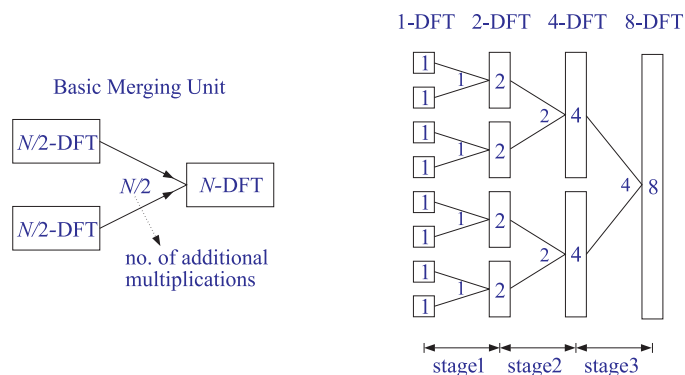 1-DFT 2-DFT 4-DFT 8-DFT
Basic Merging Unit
N/2-DFT
N/2-DFT
N/2
N-DFT
no. of additional
multiplications
1
1
1
1
1
1
1
1
1
1
1
1
2
2
2
2
2
2
4
4
4
8
stage1 stage2 stage3